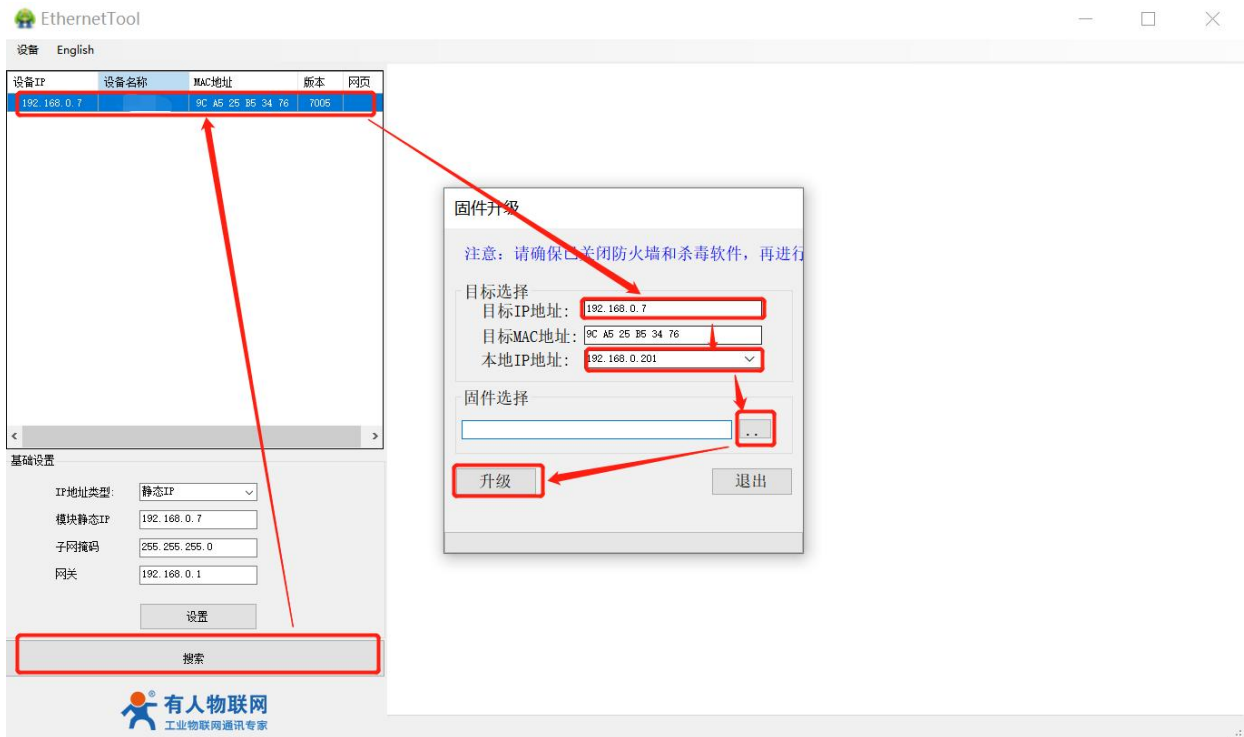 EthernetTool
设备 English
设备IP 设备名称 MAC地址 版本 网页
192.168.0.7 9C A5 25 B5 34 76 7005
固件升级
注意：请确保已关闭防火墙和杀毒软件，再进行
目标选择
目标IP地址: 192.168.0.7
目标MAC地址: 9C A5 25 B5 34 76
本地IP地址: 192.168.0.201
固件选择
..
升级 退出
基础设置
IP地址类型: 静态IP
模块静态IP 192.168.0.7
子网掩码 255.255.255.0
网关 192.168.0.1
设置
搜索
有人物联网
工业物联网通讯专家